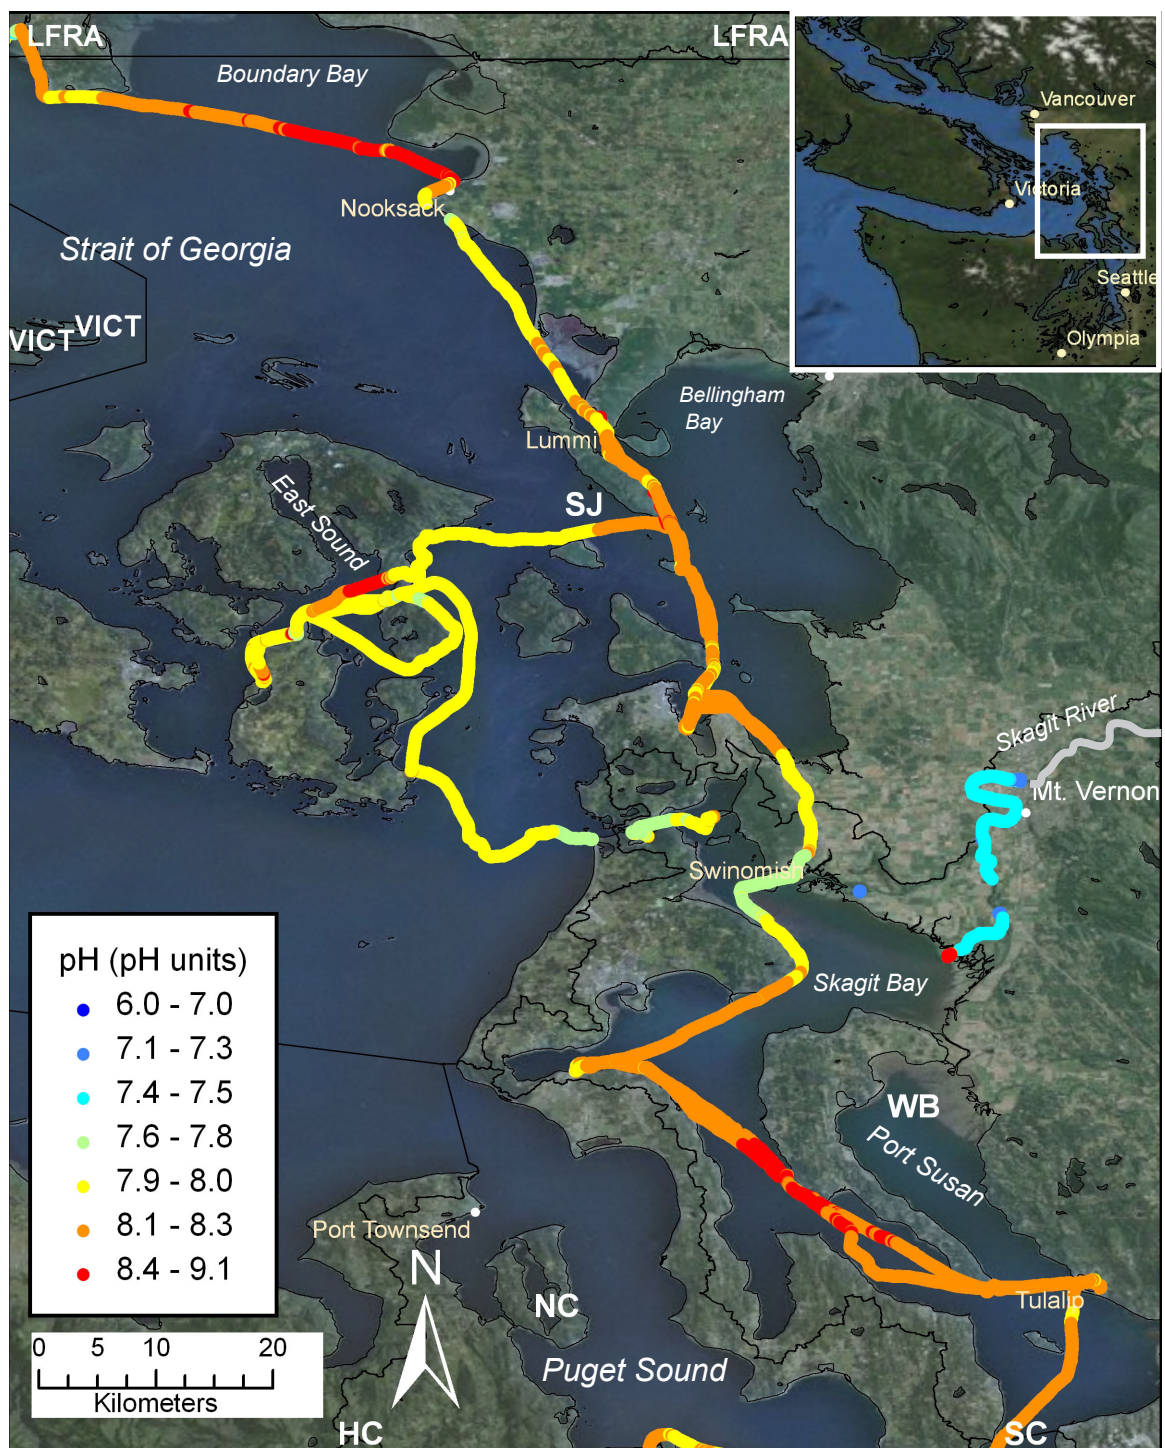 LFRA
LFRA
Boundary Bay
Vancouver
Victoria
Seattle
Olympia
Nooksack
Strait of Georgia
VICT
VICT
Bellingham
Bay
Lummi
SJ
East Sound
Skagit River
Mt. Vernon
Swinomish
Skagit Bay
pH (pH units)
6.0 - 7.0
7.1 - 7.3
7.4 - 7.5
7.6 - 7.8
7.9 - 8.0
8.1 - 8.3
8.4 - 9.1
WB
Port Susan
Port Townsend
N
NC
Tulalip
0 5 10 20
Kilometers
Puget Sound
HC
SC